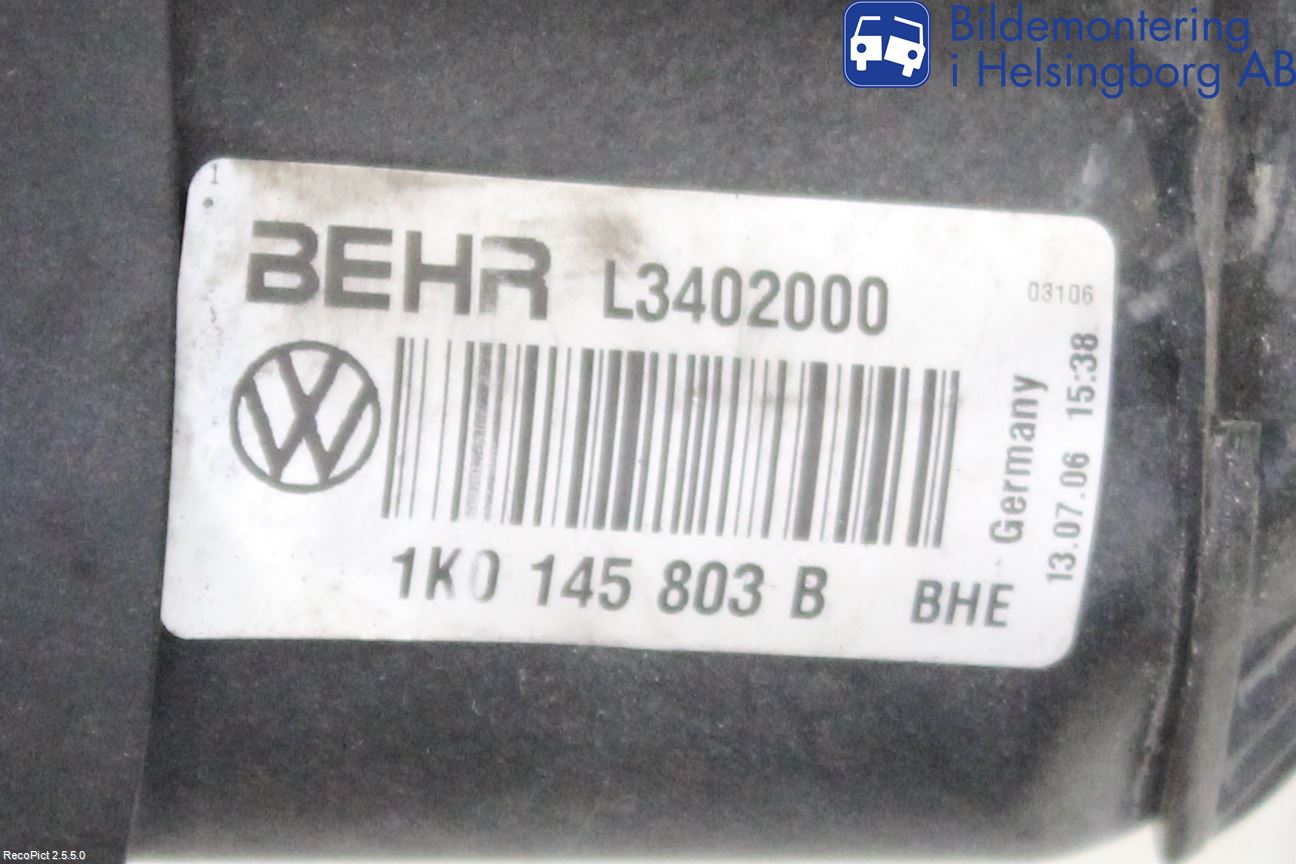 Bildemontering
i Helsingborg AB
1
BEHR L3402000
03106
Germany
13.07.06 15:38
1K0 145 803 B BHE
RecoPict 2.5.5.0